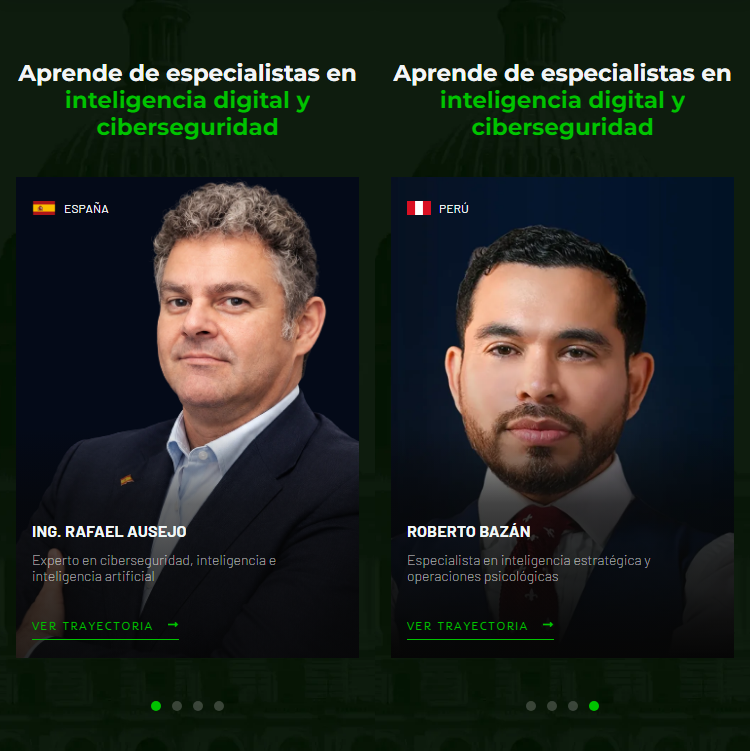 Aprende de especialistas en
inteligencia digital y
ciberseguridad
ESPAÑA
ING. RAFAEL AUSEJO
Experto en ciberseguridad, inteligencia e
inteligencia artificial
VER TRAYECTORIA →
Aprende de especialistas en
inteligencia digital y
ciberseguridad
PERÚ
ROBERTO BAZÁN
Especialista en inteligencia estratégica y
operaciones psicológicas
VER TRAYECTORIA →